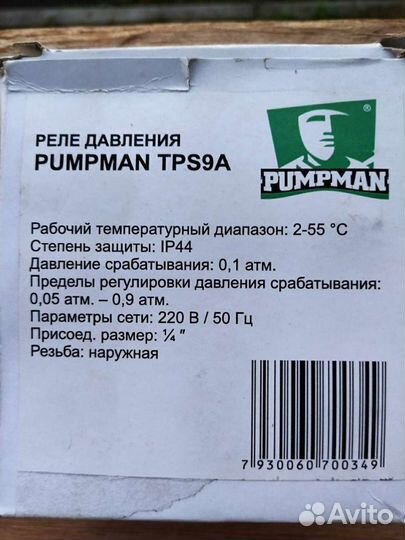 РЕЛЕ ДАВЛЕНИЯ
PUMPMAN TPS9A
®
PUMPMAN
Рабочий температурный диапазон: 2-55 °C
Степень защиты: IP44
Давление срабатывания: 0,1 атм.
Пределы регулировки давления срабатывания:
0,05 атм. – 0,9 атм.
Параметры сети: 220 В / 50 Гц
Присоед. размер: ¼ ″
Резьба: наружная
7 930060 700349
Avito